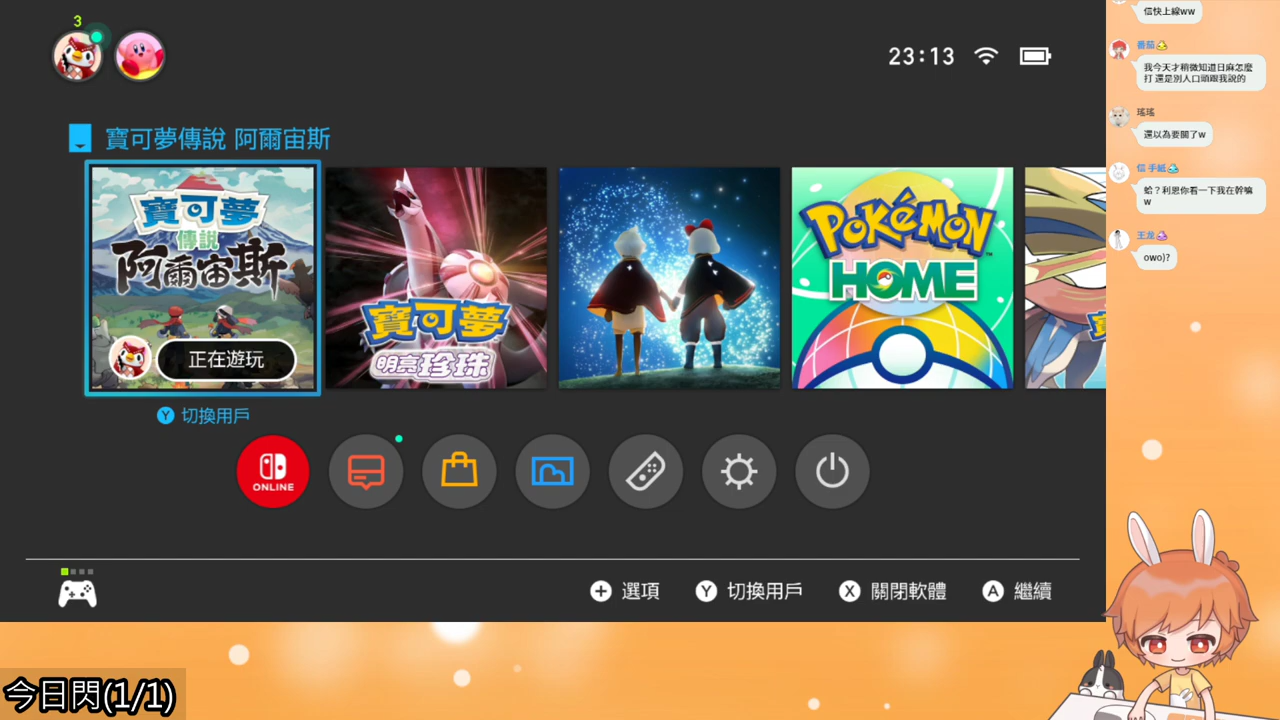 3
23:13
寶可夢傳說 阿爾宙斯
寶可夢
傳說
阿爾宙斯
正在遊玩
寶可夢
明亮珍珠
POKÉMON
HOME
Y 切換用戶
ONLINE
+ 選項
Y 切換用戶
X 關閉軟體
A 繼續
今日閃(1/1)
信快上線ww
番茄
我今天才稍微知道日麻怎麼
打 還是別人口頭跟我說的
瑤瑤
還以為要關了w
信 手紙
蛤？利恩你看一下我在幹嘛
w
王龙
owo)?